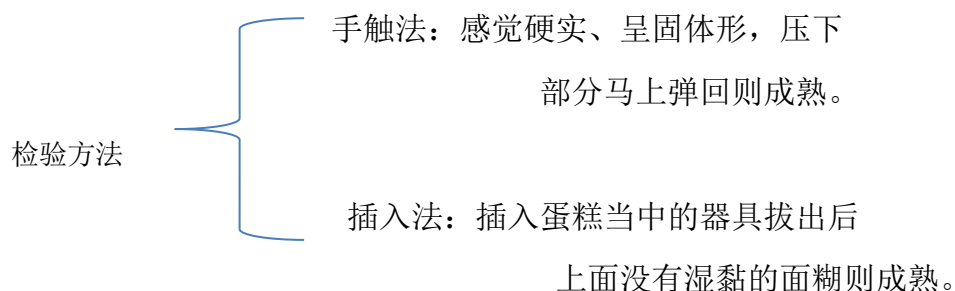 手触法：感觉硬实、呈固体形，压下
部分马上弹回则成熟。
检验方法
插入法：插入蛋糕当中的器具拔出后
上面没有湿黏的面糊则成熟。